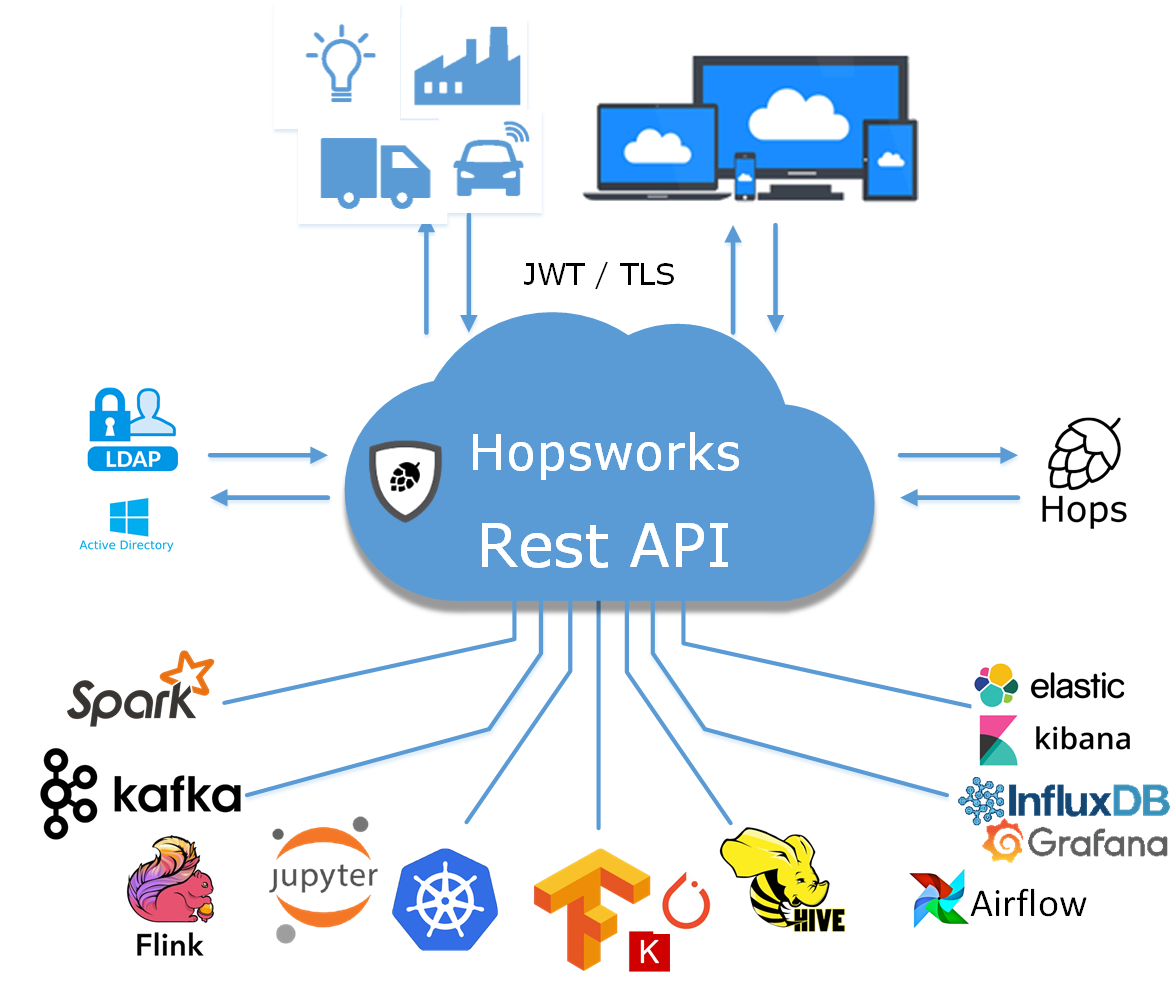 JWT / TLS
Hopsworks
Rest API
LDAP
Active Directory
Hops
Spark
elastic
kibana
kafka
InfluxDB
Grafana
jupyter
Flink
K
HIVE
Airflow